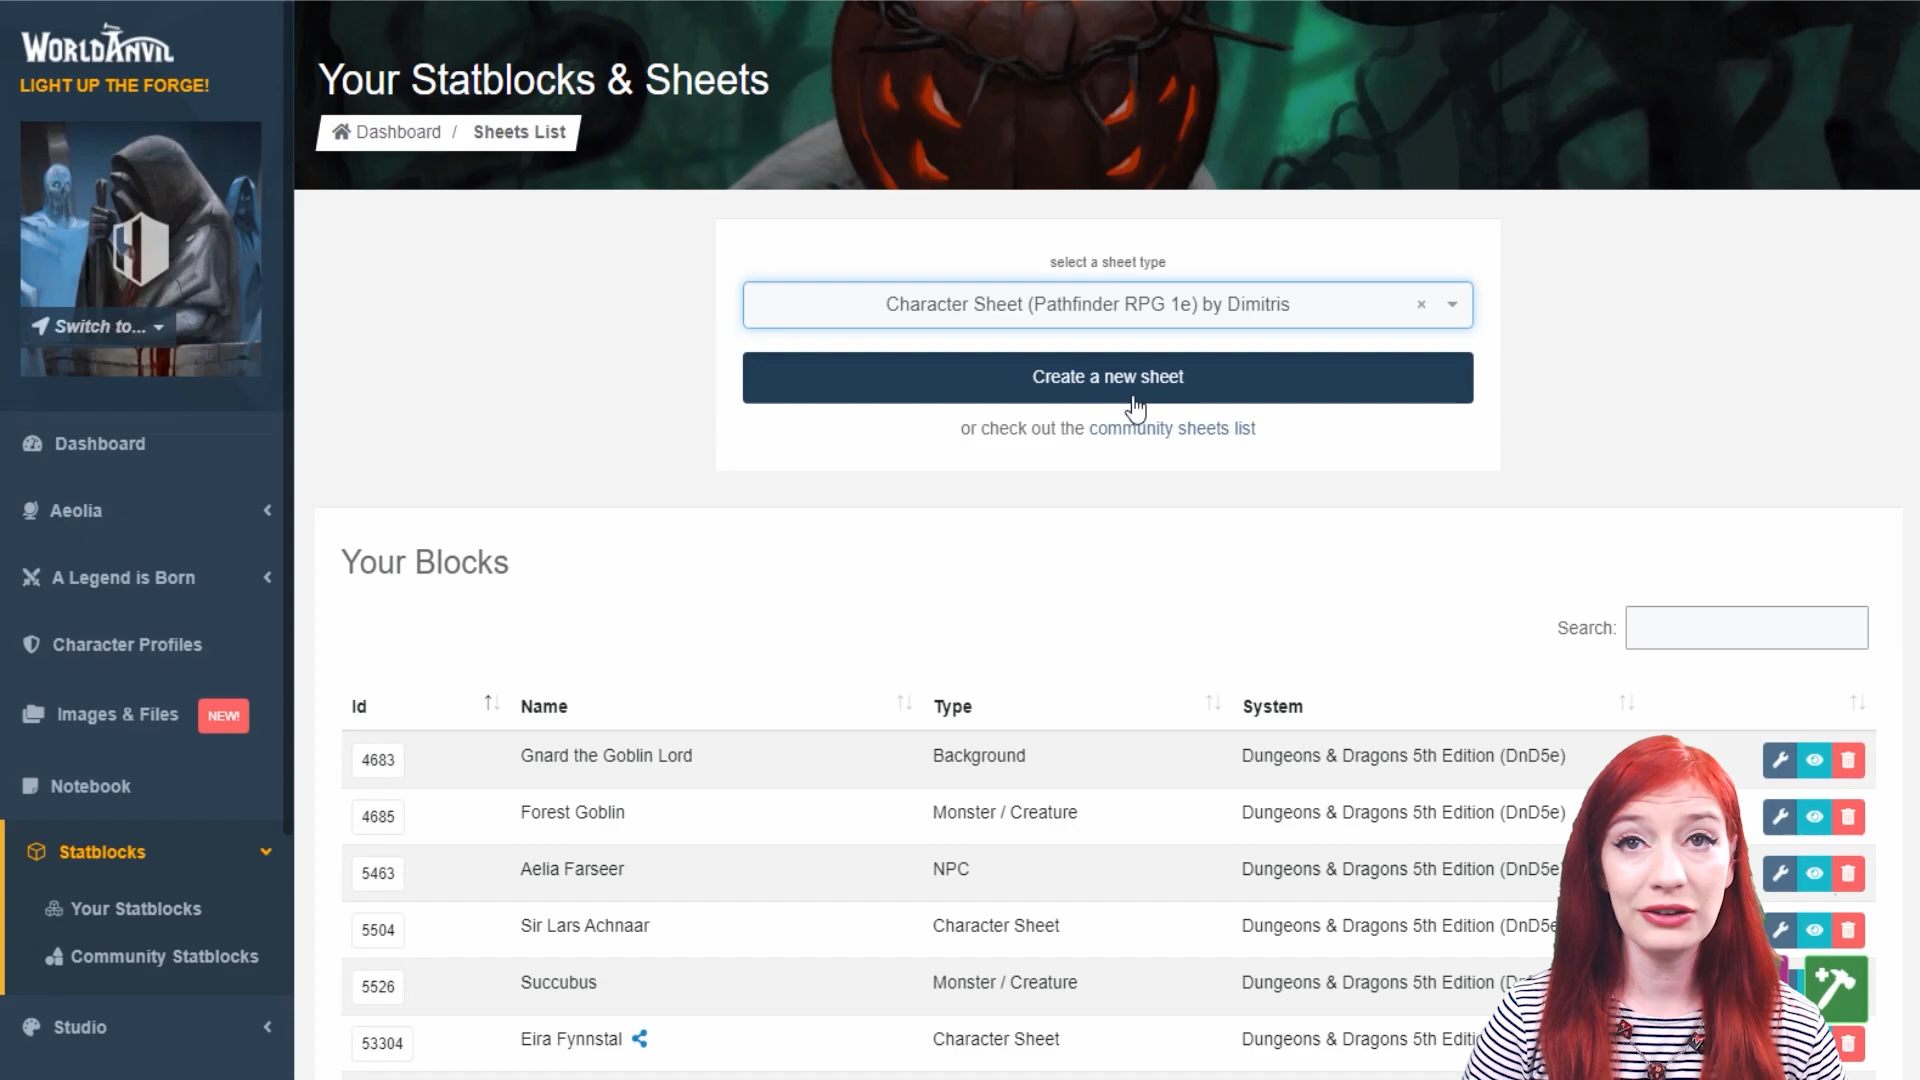 WORLDANVIL
LIGHT UP THE FORGE!
Switch to...
Dashboard
Aeolia
A Legend is Born
Character Profiles
Images & Files NEW!
Notebook
Statblocks
Your Statblocks
Community Statblocks
Studio
Your Statblocks & Sheets
Dashboard / Sheets List
select a sheet type
Character Sheet (Pathfinder RPG 1e) by Dimitris ×
Create a new sheet
or check out the community sheets list
Your Blocks
Search:
Id Name Type System
4683 Gnard the Goblin Lord Background Dungeons & Dragons 5th Edition (DnD5e)
4685 Forest Goblin Monster / Creature Dungeons & Dragons 5th Edition (DnD5e)
5463 Aelia Farseer NPC Dungeons & Dragons 5th Edition (DnD5e
5504 Sir Lars Achnaar Character Sheet Dungeons & Dragons 5th Edition (DnD5e
5526 Succubus Monster / Creature Dungeons & Dragons 5th Edition
53304 Eira Fynnstal Character Sheet Dungeons & Dragons 5th